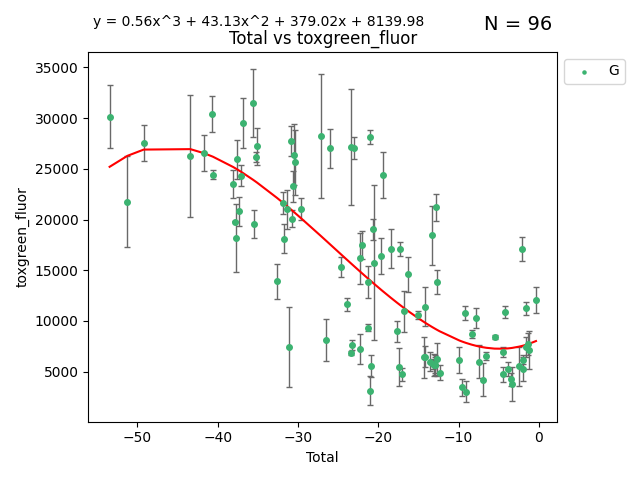 y = 0.56x^3 + 43.13x^2 + 379.02x + 8139.98
N = 96
Total vs toxgreen_fluor
G
toxgreen_fluor
35000
30000
25000
20000
15000
10000
5000
−50
−40
−30
−20
−10
0
Total